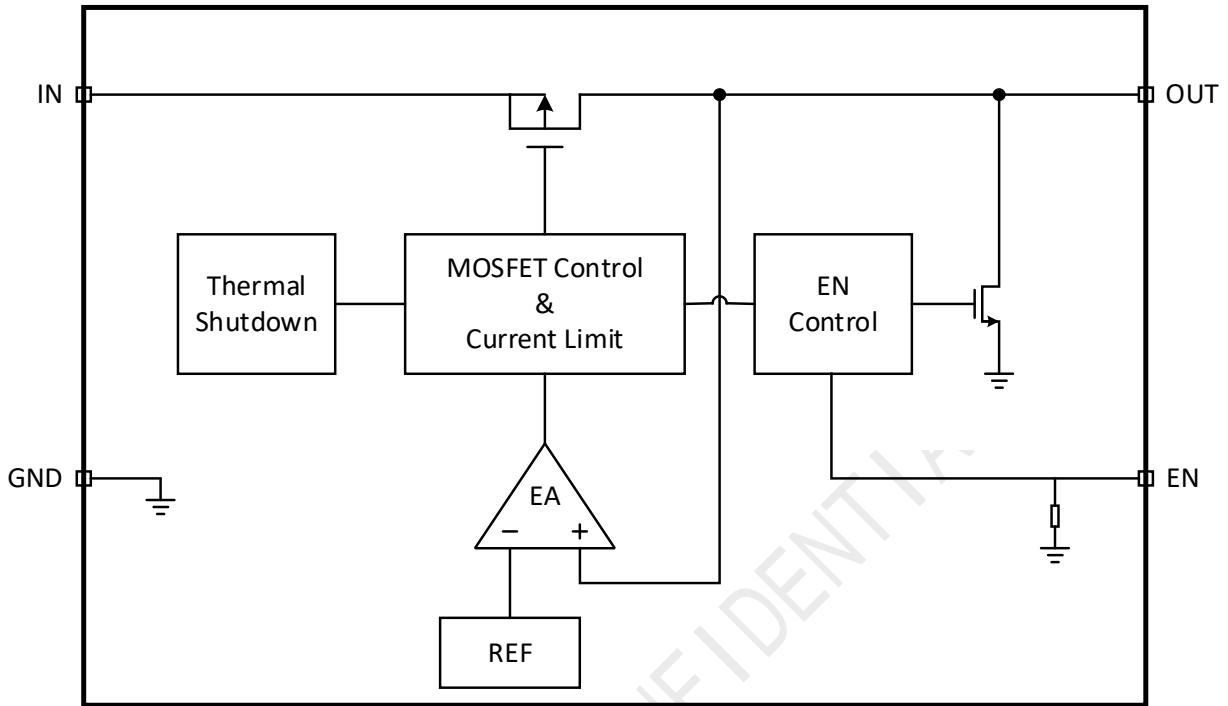 IN
OUT
Thermal
Shutdown
MOSFET Control
&
Current Limit
EN
Control
GND
EN
EA
− +
REF